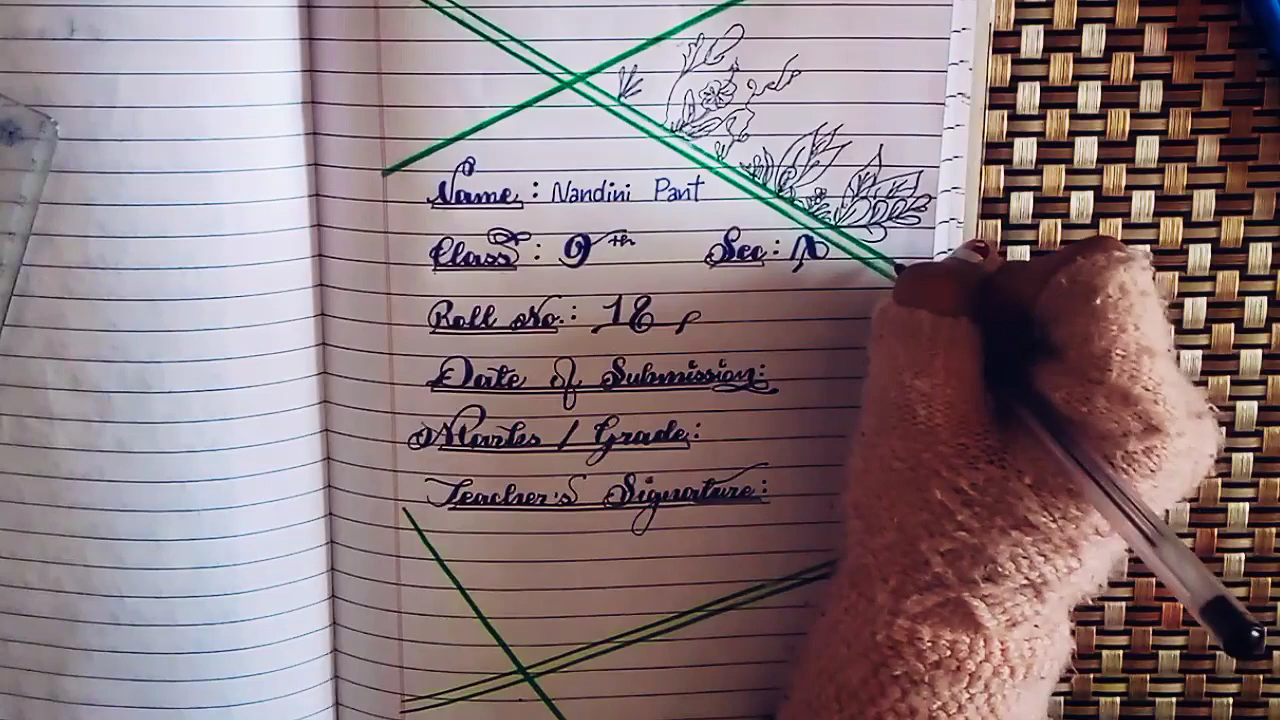 Name: Nandini Pant
Class: 9th Sec: A
Roll No.: 18
Date of Submission:
Marks / Grade:
Teacher's Signature: